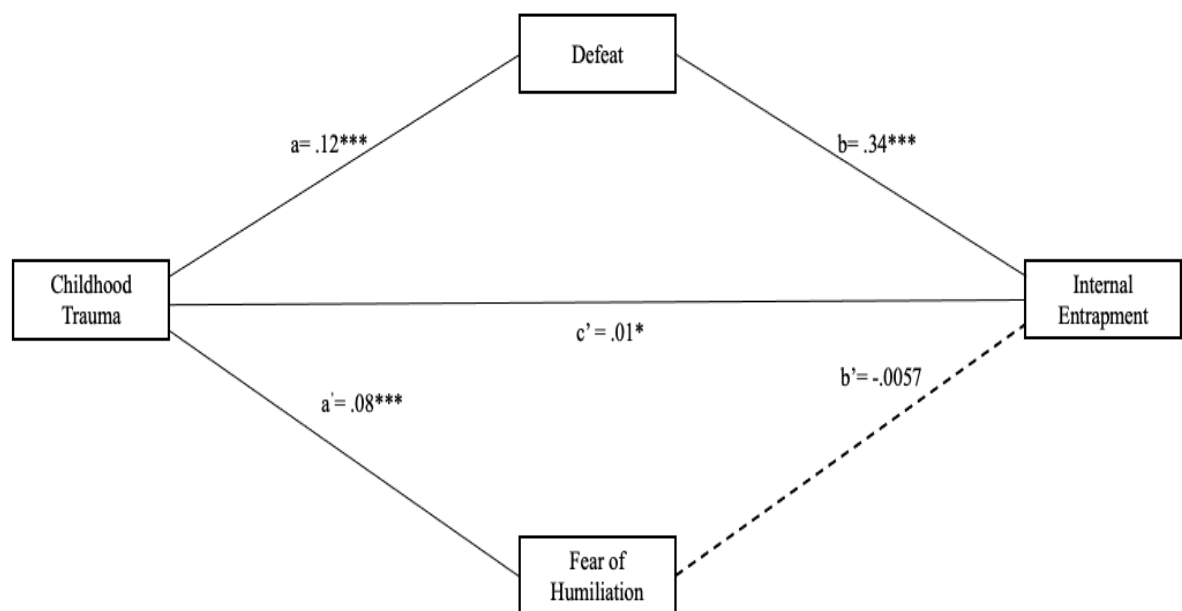 Defeat
a= .12***
b= .34***
Childhood
Trauma
Internal
Entrapment
c’ = .01*
a'= .08***
b’= -.0057
Fear of
Humiliation